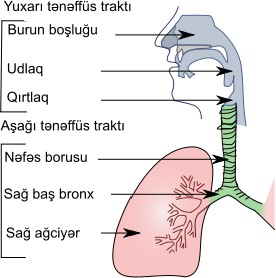 Yuxarı tənəffüs traktı
Burun boşluğu
Udlaq
Qırtlaq
Aşağı tənəffüs traktı
Nəfəs borusu
Sağ baş bronx
Sağ ağciyər